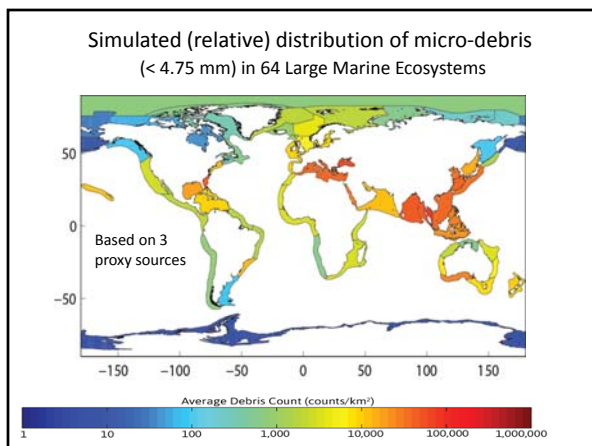 Simulated (relative) distribution of micro-debris
(< 4.75 mm) in 64 Large Marine Ecosystems
50
0
−50
Based on 3
proxy sources
−150 −100 −50 0 50 100 150
Average Debris Count (counts/km²)
1 10 100 1,000 10,000 100,000 1,000,000